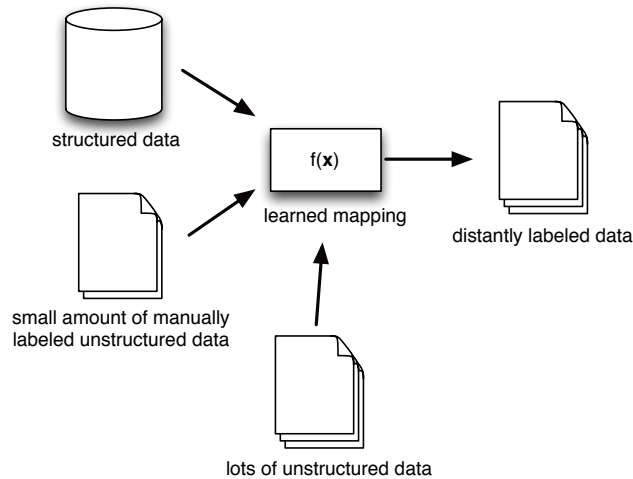 structured data
f(x)
learned mapping
distantly labeled data
small amount of manually
labeled unstructured data
lots of unstructured data